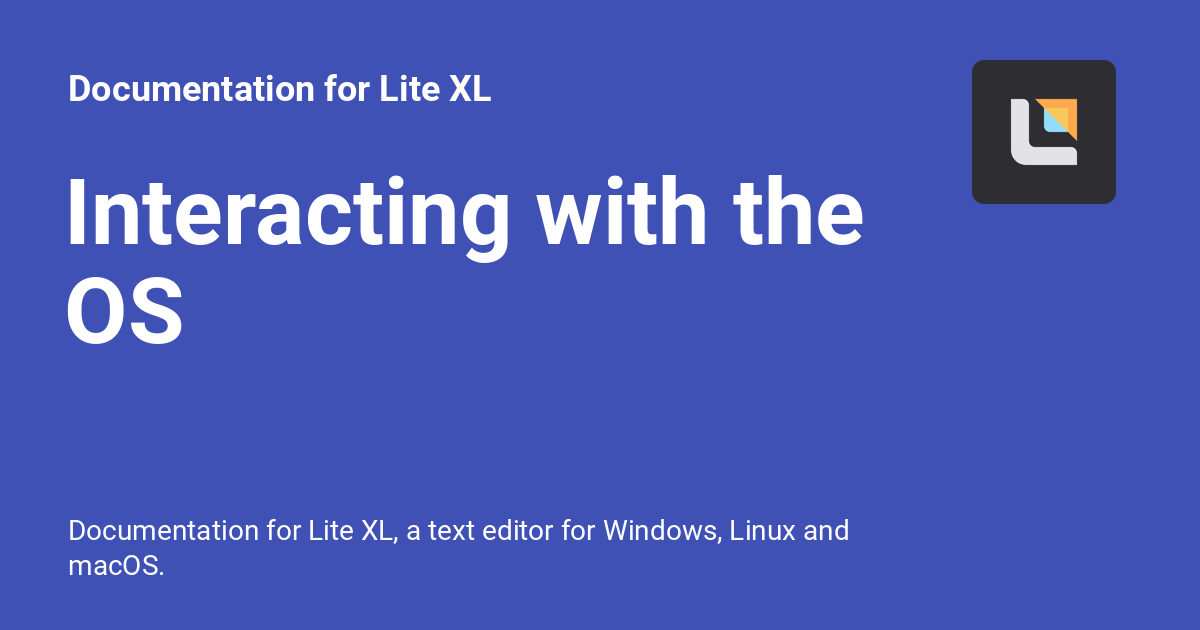 Documentation for Lite XL
Interacting with the
OS
Documentation for Lite XL, a text editor for Windows, Linux and
macOS.